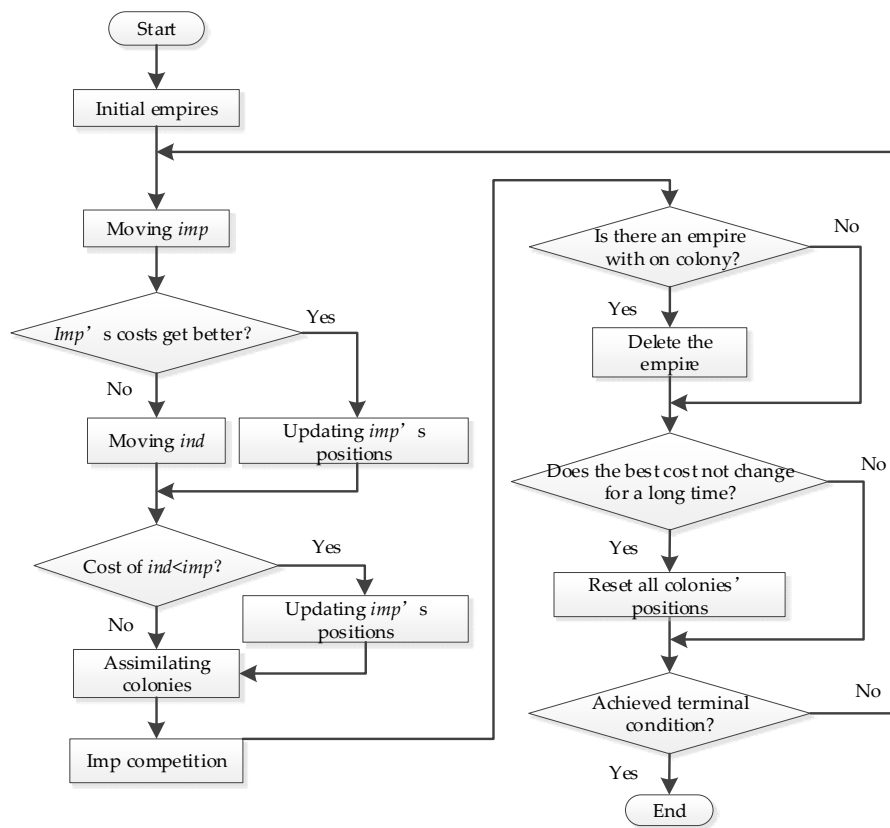 Start
Initial empires
Moving imp
Imp’ s costs get better?
Yes
No
Moving ind
Updating imp’ s
positions
Cost of ind<imp?
Yes
No
Updating imp’ s
positions
Assimilating
colonies
Imp competition
Is there an empire
with on colony?
No
Yes
Delete the
empire
Does the best cost not change
for a long time?
No
Yes
Reset all colonies’
positions
Achieved terminal
condition?
No
Yes
End